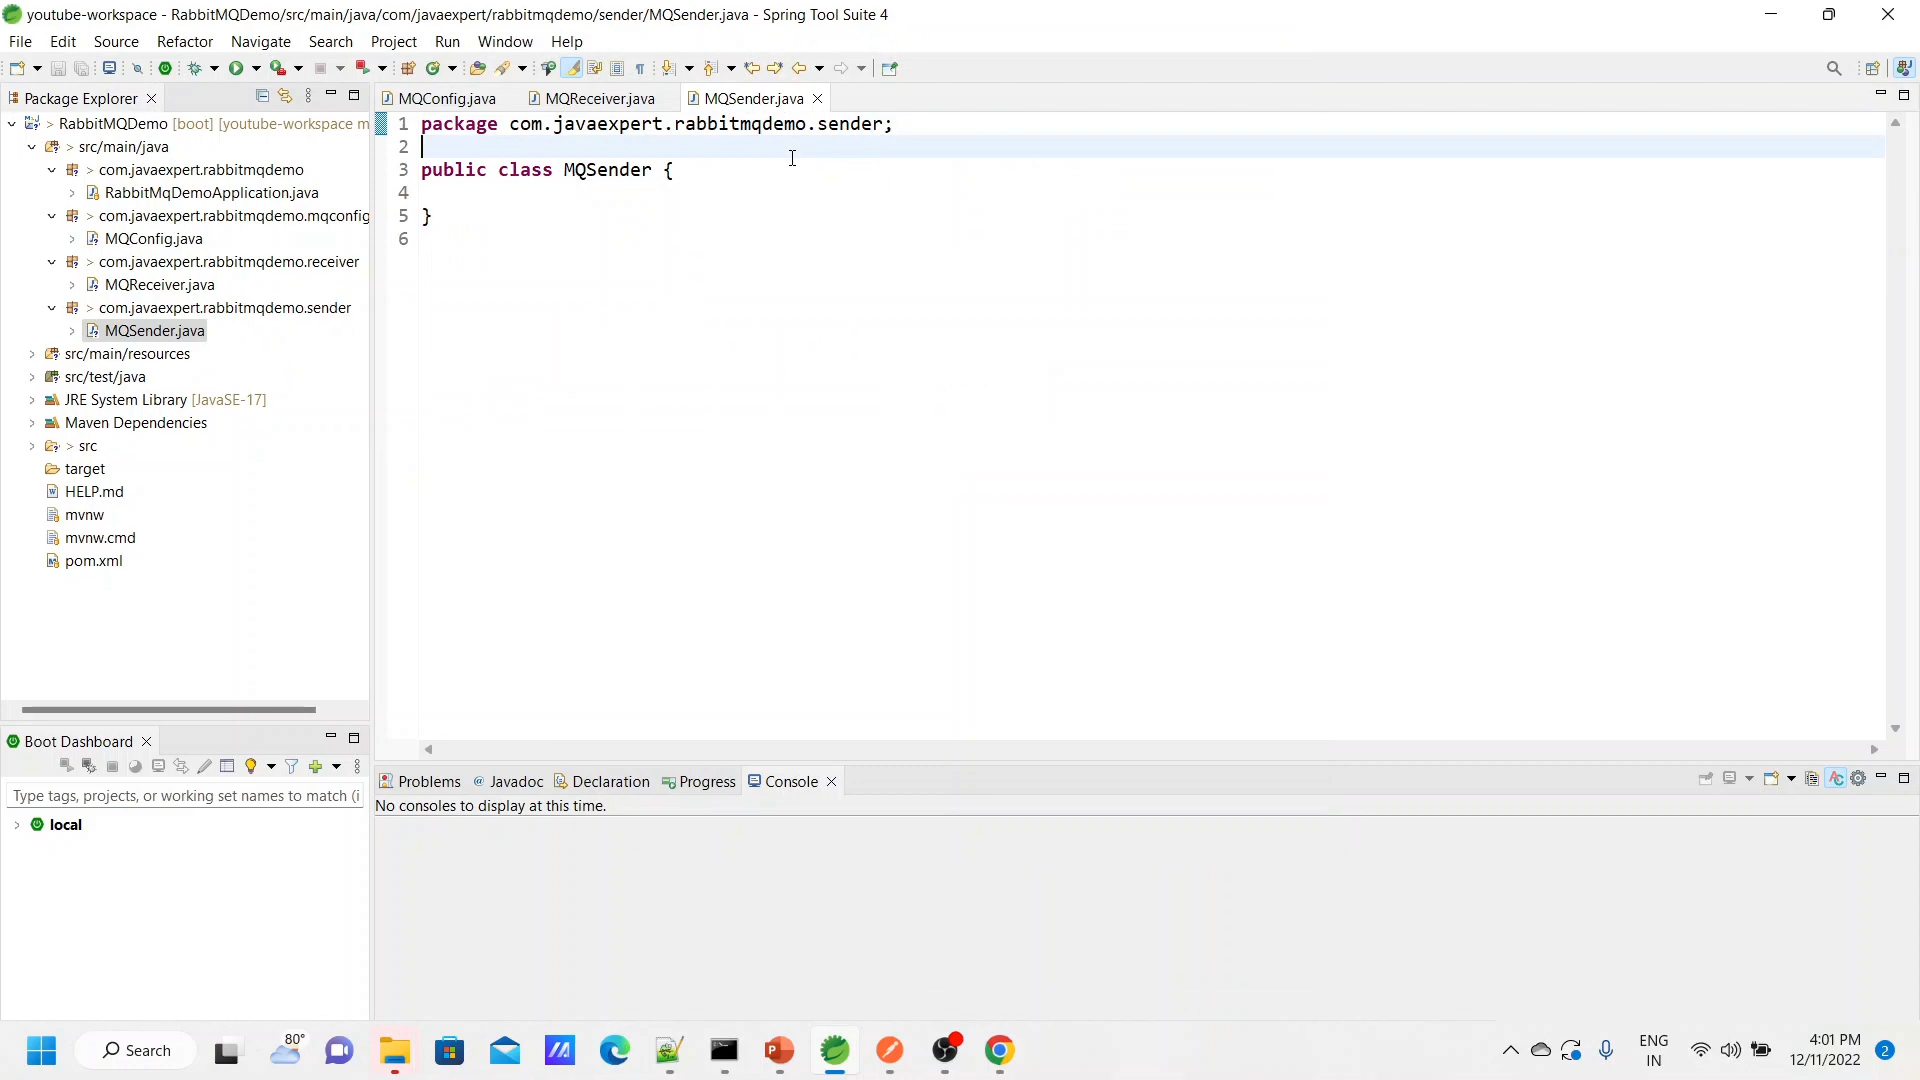 youtube-workspace - RabbitMQDemo/src/main/java/com/javaexpert/rabbitmqdemo/sender/MQSender.java - Spring Tool Suite 4
File Edit Source Refactor Navigate Search Project Run Window Help
Package Explorer
MQConfig.java MQReceiver.java MQSender.java
> RabbitMQDemo [boot] [youtube-workspace m
> src/main/java
> com.javaexpert.rabbitmqdemo
RabbitMqDemoApplication.java
> com.javaexpert.rabbitmqdemo.mqconfig
MQConfig.java
> com.javaexpert.rabbitmqdemo.receiver
MQReceiver.java
> com.javaexpert.rabbitmqdemo.sender
MQSender.java
src/main/resources
src/test/java
JRE System Library [JavaSE-17]
Maven Dependencies
> src
target
HELP.md
mvnw
mvnw.cmd
pom.xml
1 package com.javaexpert.rabbitmqdemo.sender;
2
3 public class MQSender {
4
5 }
6
Boot Dashboard
Type tags, projects, or working set names to match (i
local
Problems @ Javadoc Declaration Progress Console
No consoles to display at this time.
Search
80°
ENG
IN
4:01 PM
12/11/2022
2